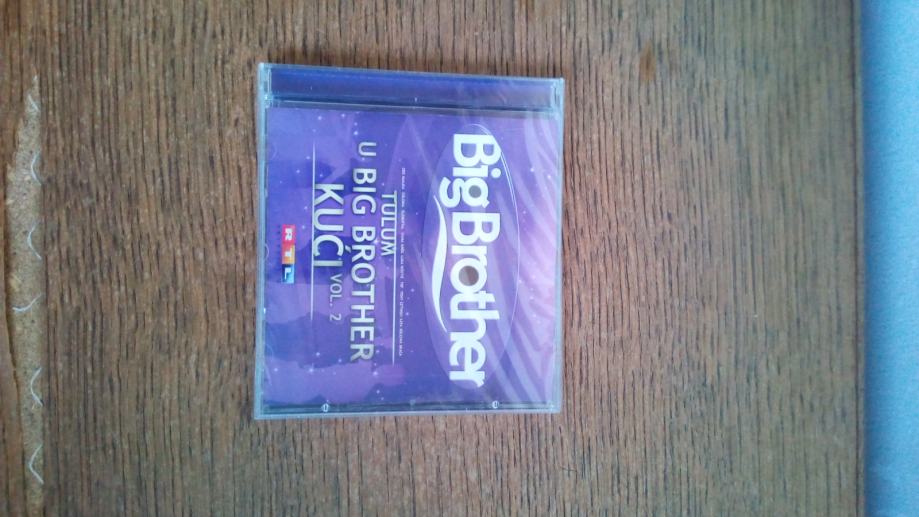 Big Brother
TULUM
U BIG BROTHER
KUĆI VOL. 2
RTL